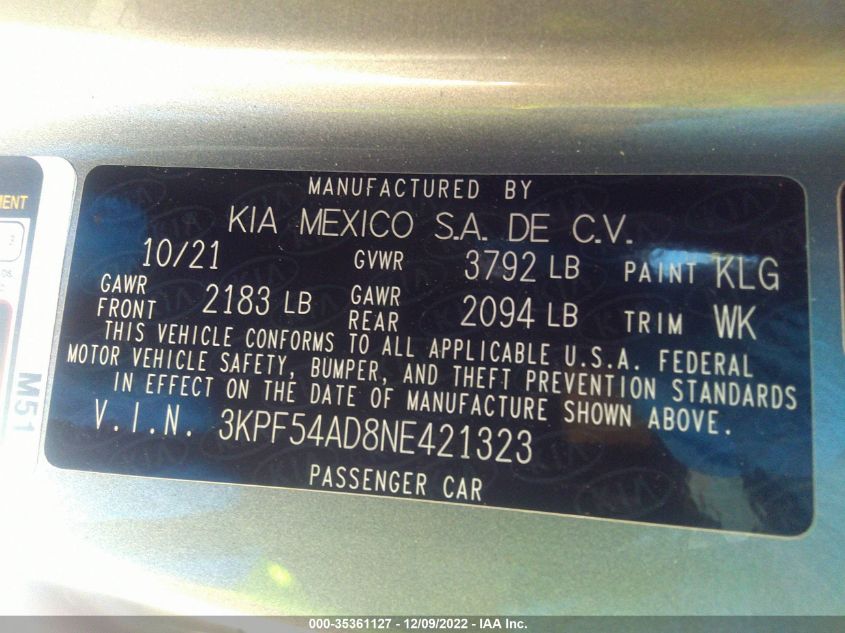 MANUFACTURED BY
KIA MEXICO S.A. DE C.V.
10/21 GVWR 3792 LB PAINT KLG
GAWR FRONT 2183 LB GAWR REAR 2094 LB TRIM WK
THIS VEHICLE CONFORMS TO ALL APPLICABLE U.S.A. FEDERAL
MOTOR VEHICLE SAFETY, BUMPER, AND THEFT PREVENTION STANDARDS
IN EFFECT ON THE DATE OF MANUFACTURE SHOWN ABOVE.
V.I.N. 3KPF54AD8NE421323
PASSENGER CAR
M51
000-35361127 - 12/09/2022 - IAA Inc.